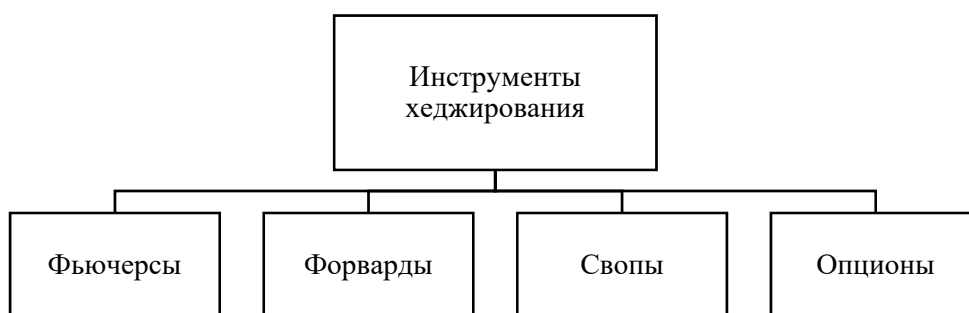 Инструменты
хеджирования
Фьючерсы
Форварды
Свопы
Опционы